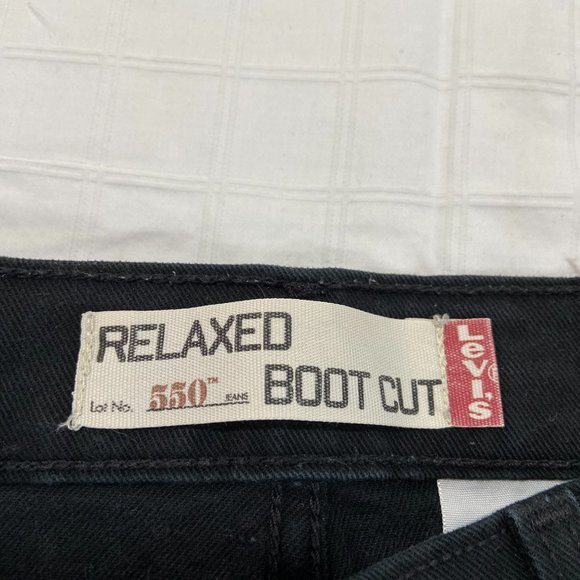 RELAXED
Lot No. 550™ JEANS BOOT CUT
LeVI'S®